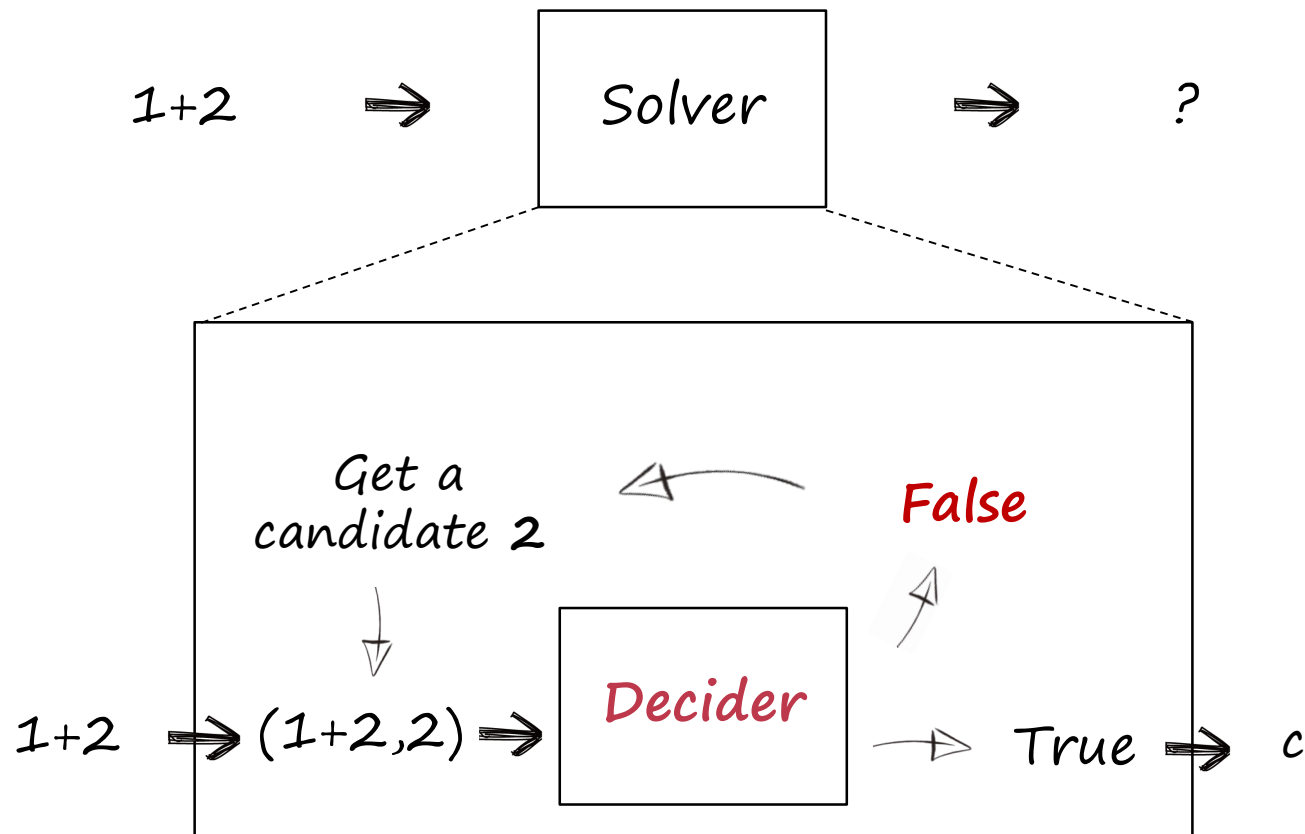 1+2
Solver
?
Get a
candidate 2
False
Decider
1+2
(1+2,2)
True
c